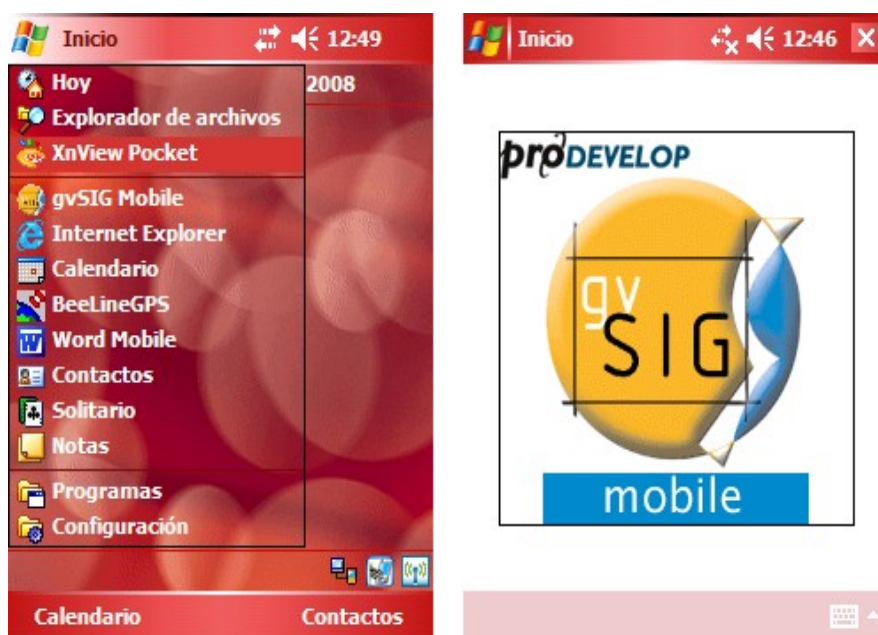 Inicio 12:49
Hoy 2008
Explorador de archivos
XnView Pocket
gvSIG Mobile
Internet Explorer
Calendario
BeeLineGPS
Word Mobile
Contactos
Solitario
Notas
Programas
Configuración
Calendario Contactos
Inicio 12:46
proDEVELOP
gv
SIG
mobile